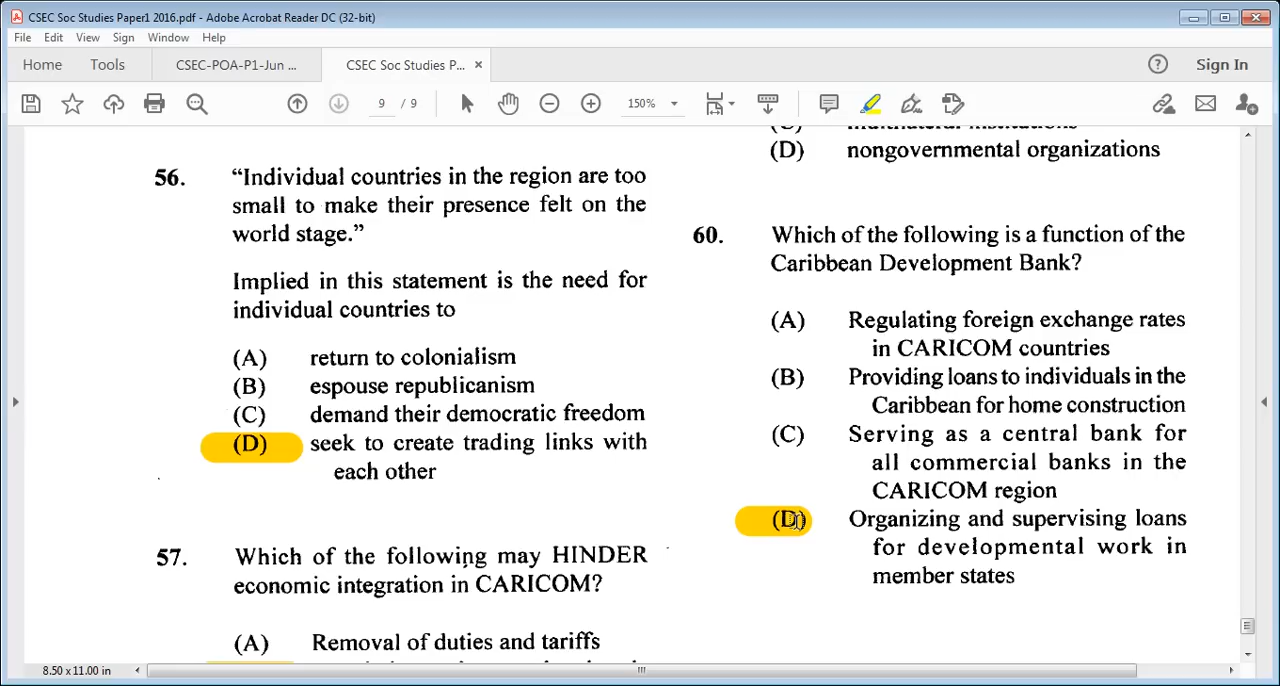 CSEC Soc Studies Paper1 2016.pdf - Adobe Acrobat Reader DC (32-bit)
File Edit View Sign Window Help
Home Tools CSEC-POA-P1-Jun ... CSEC Soc Studies P... × Sign In
9 / 9 150%
56. “Individual countries in the region are too
small to make their presence felt on the
world stage.”
Implied in this statement is the need for
individual countries to
(A) return to colonialism
(B) espouse republicanism
(C) demand their democratic freedom
(D) seek to create trading links with
each other
57. Which of the following may HINDER
economic integration in CARICOM?
(A) Removal of duties and tariffs
(D) nongovernmental organizations
60. Which of the following is a function of the
Caribbean Development Bank?
(A) Regulating foreign exchange rates
in CARICOM countries
(B) Providing loans to individuals in the
Caribbean for home construction
(C) Serving as a central bank for
all commercial banks in the
CARICOM region
(D) Organizing and supervising loans
for developmental work in
member states
8.50 x 11.00 in